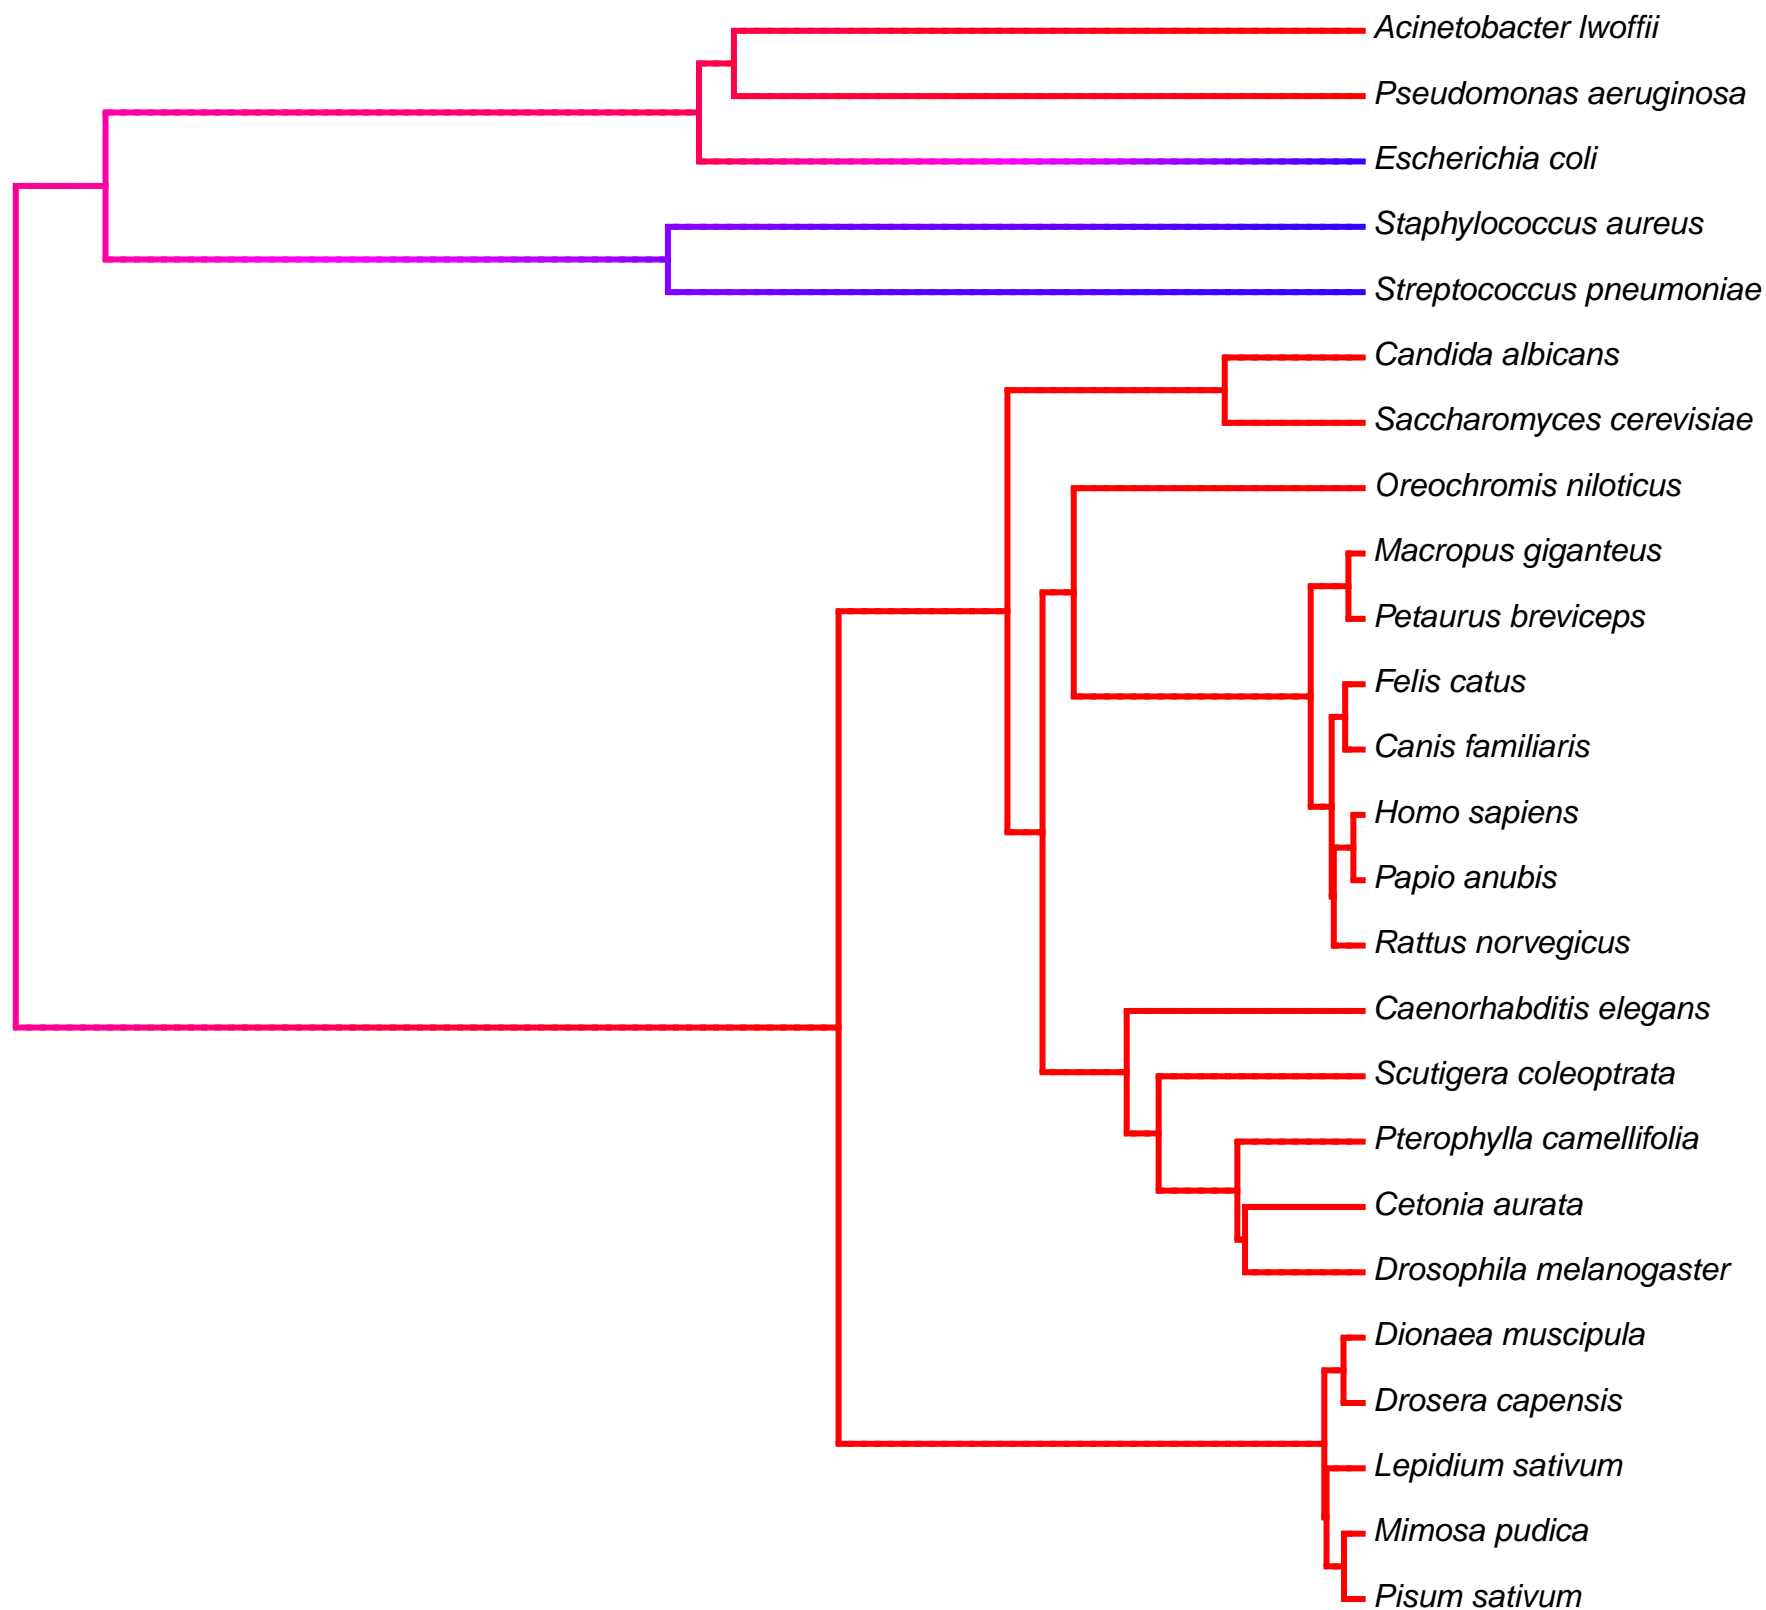 Acinetobacter lwoffii
Pseudomonas aeruginosa
Escherichia coli
Staphylococcus aureus
Streptococcus pneumoniae
Candida albicans
Saccharomyces cerevisiae
Oreochromis niloticus
Macropus giganteus
Petaurus breviceps
Felis catus
Canis familiaris
Homo sapiens
Papio anubis
Rattus norvegicus
Caenorhabditis elegans
Scutigera coleoptrata
Pterophylla camellifolia
Cetonia aurata
Drosophila melanogaster
Dionaea muscipula
Drosera capensis
Lepidium sativum
Mimosa pudica
Pisum sativum